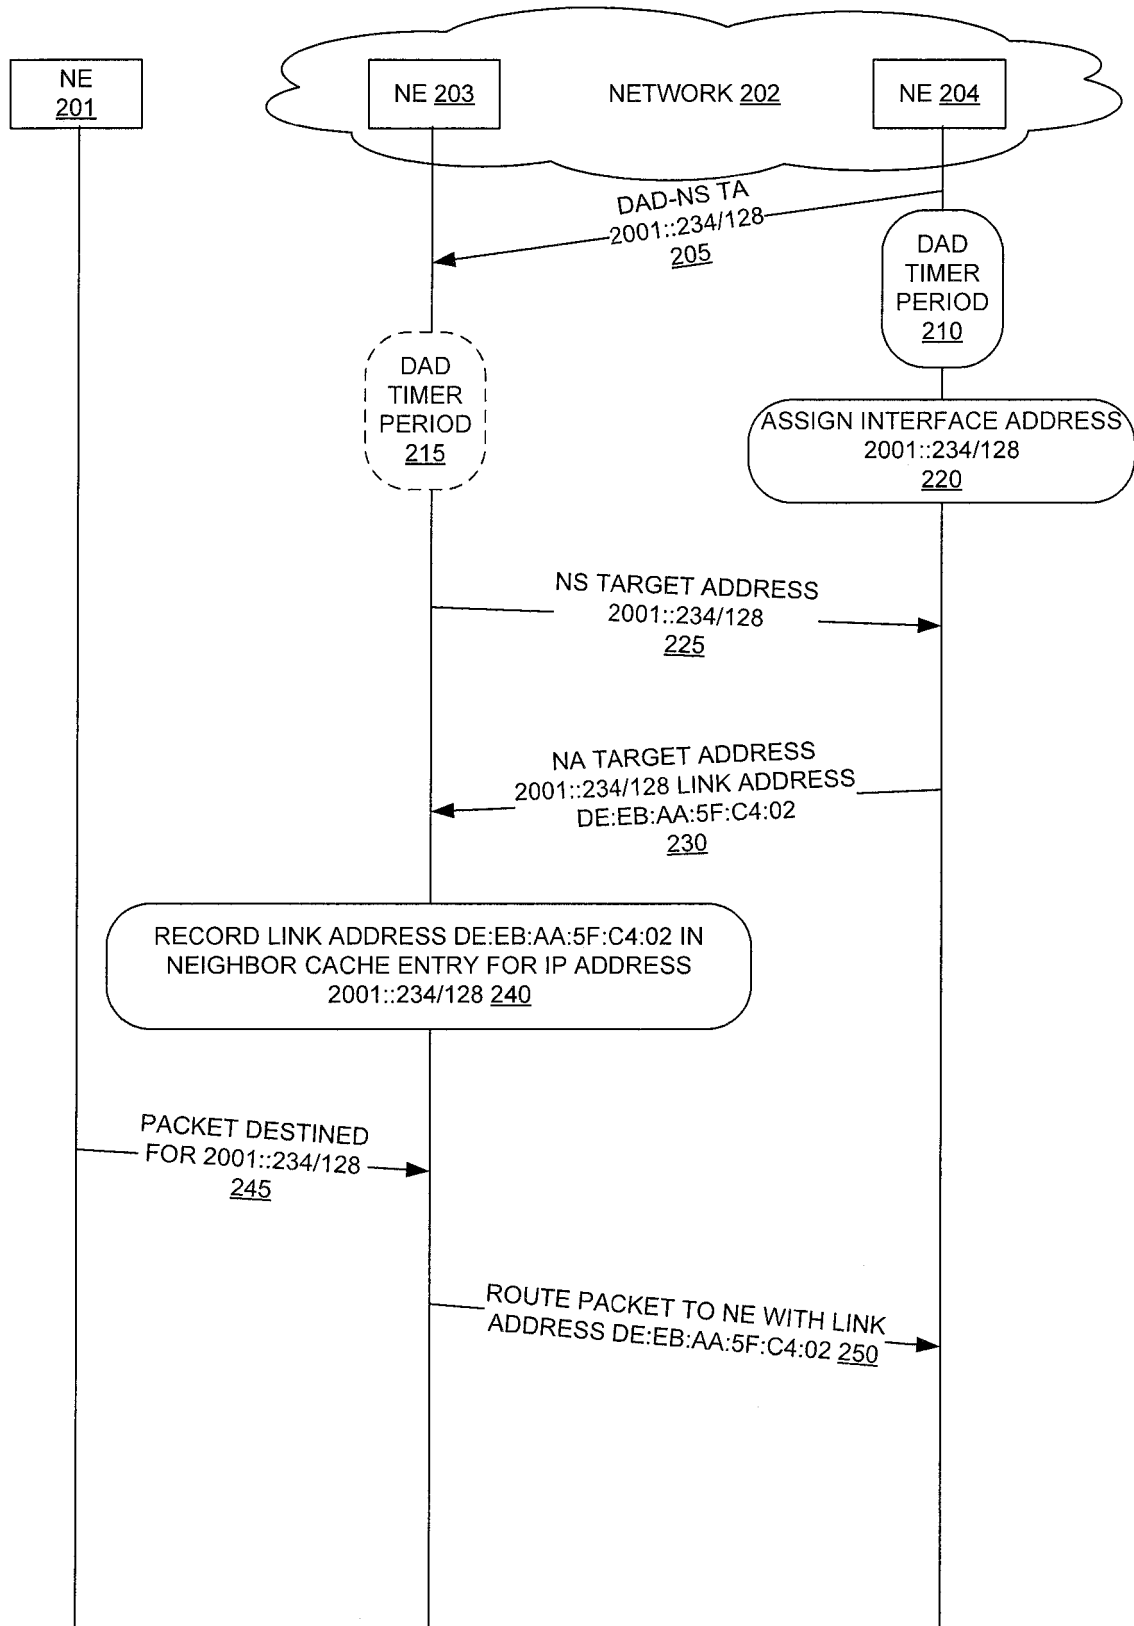 NE
201
NE 203
NETWORK 202
NE 204
DAD-NS TA
2001::234/128
205
DAD
TIMER
PERIOD
210
DAD
TIMER
PERIOD
215
ASSIGN INTERFACE ADDRESS
2001::234/128
220
NS TARGET ADDRESS
2001::234/128
225
NA TARGET ADDRESS
2001::234/128 LINK ADDRESS
DE:EB:AA:5F:C4:02
230
RECORD LINK ADDRESS DE:EB:AA:5F:C4:02 IN
NEIGHBOR CACHE ENTRY FOR IP ADDRESS
2001::234/128 240
PACKET DESTINED
FOR 2001::234/128
245
ROUTE PACKET TO NE WITH LINK
ADDRESS DE:EB:AA:5F:C4:02 250